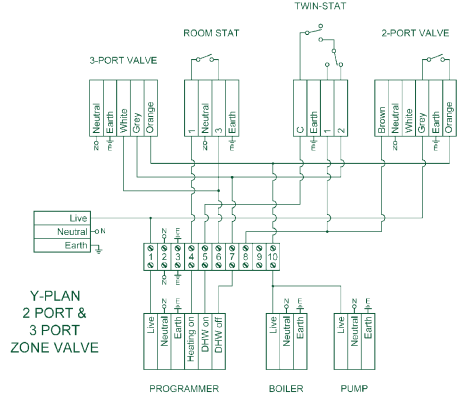 TWIN-STAT
ROOM STAT
2-PORT VALVE
3-PORT VALVE
Neutral
Earth
White
Grey
Orange
N
E
1
Neutral
3
Earth
N
E
C
Earth
1
2
E
Brown
Neutral
White
Grey
Earth
Orange
N
E
Live
Neutral
N
Earth
N
E
1
2
3
4
5
6
7
8
9
10
Y-PLAN
2 PORT &
3 PORT
ZONE VALVE
N
E
Live
Neutral
Earth
Heating on
DHW on
DHW off
N
E
Live
Neutral
Earth
N
E
Live
Neutral
Earth
PROGRAMMER
BOILER
PUMP